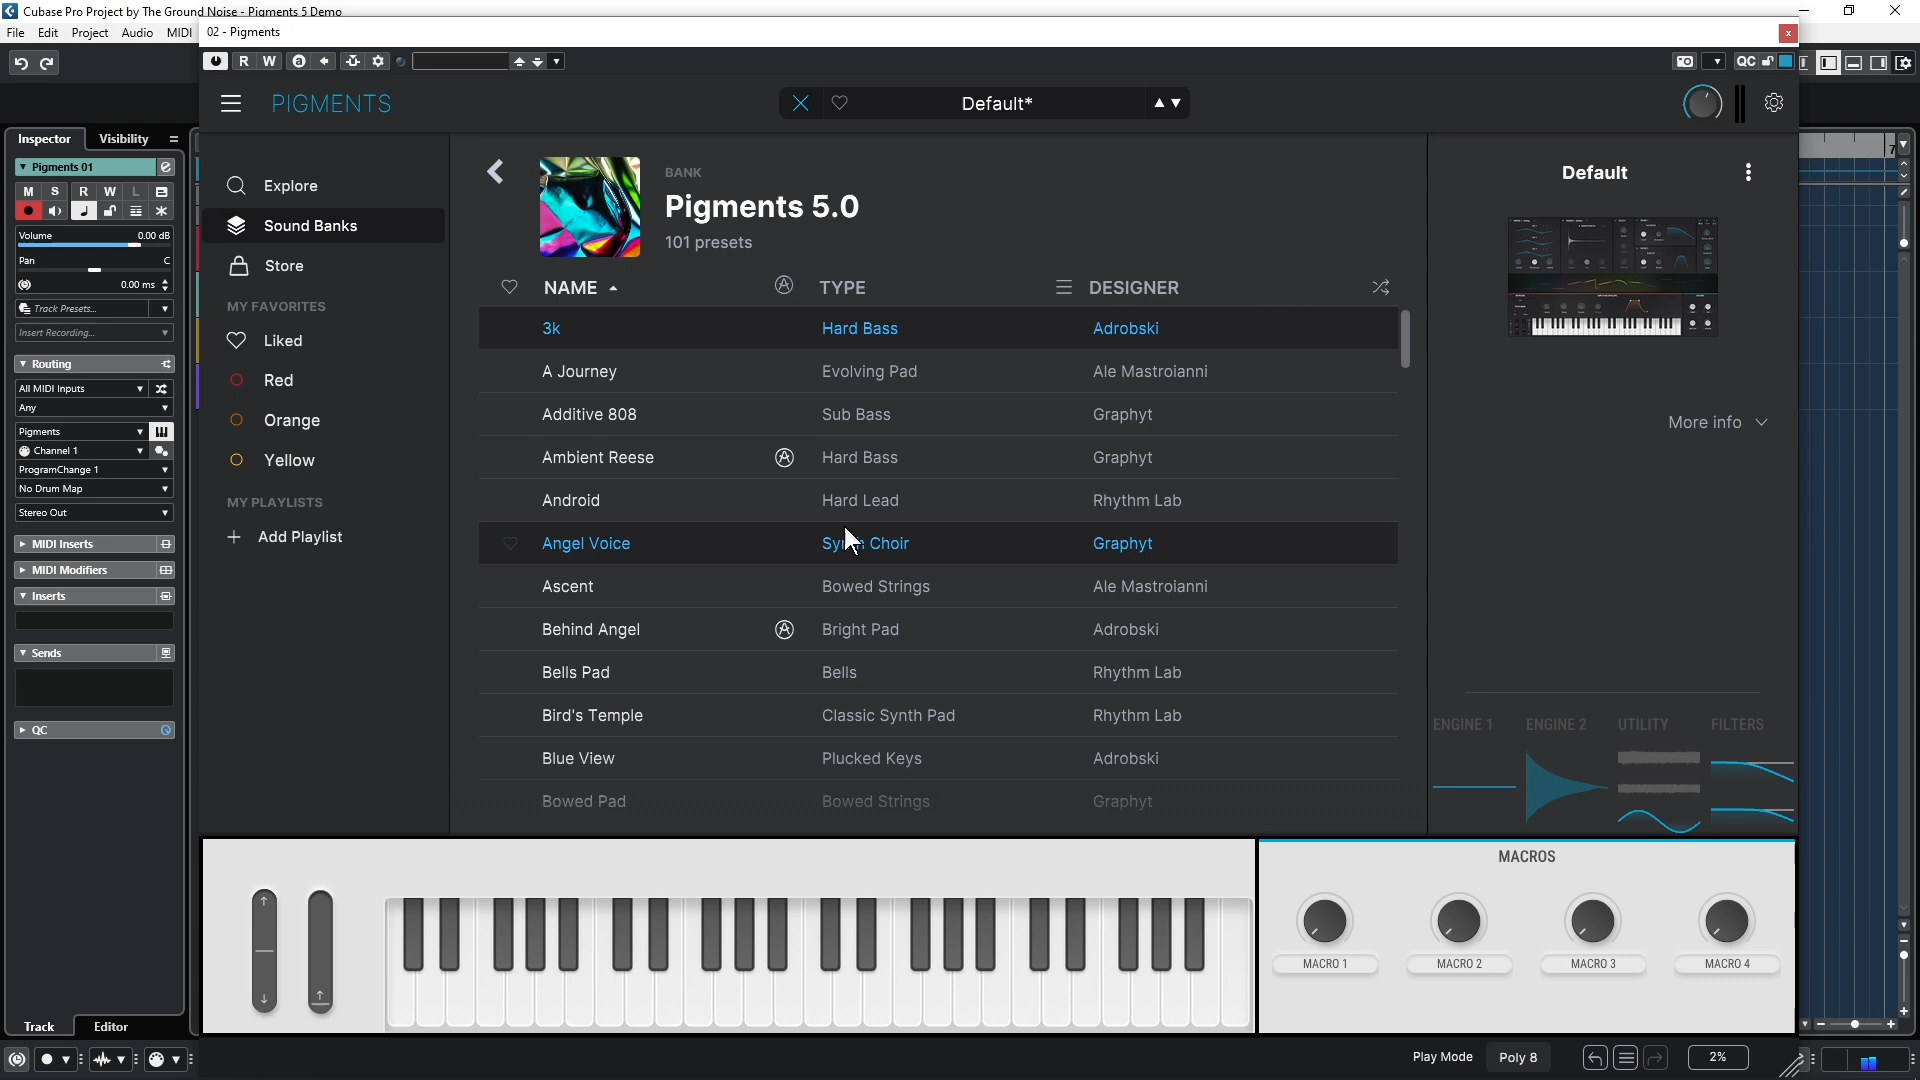 Cubase Pro Project by The Ground Noise - Pigments 5 Demo
File Edit Project Audio MIDI
02 - Pigments
R W
QC
PIGMENTS
Default*
Inspector Visibility
Pigments 01
M S R W L
Volume 0.00 dB
Pan C
0.00 ms
Track Presets...
Insert Recording...
Routing
All MIDI Inputs
Any
Pigments
Channel 1
ProgramChange 1
No Drum Map
Stereo Out
MIDI Inserts
MIDI Modifiers
Inserts
Sends
QC
Track Editor
Explore
Sound Banks
Store
MY FAVORITES
Liked
Red
Orange
Yellow
MY PLAYLISTS
Add Playlist
BANK
Pigments 5.0
101 presets
NAME TYPE DESIGNER
3k Hard Bass Adrobski
A Journey Evolving Pad Ale Mastroianni
Additive 808 Sub Bass Graphyt
Ambient Reese Hard Bass Graphyt
Android Hard Lead Rhythm Lab
Angel Voice Synth Choir Graphyt
Ascent Bowed Strings Ale Mastroianni
Behind Angel Bright Pad Adrobski
Bells Pad Bells Rhythm Lab
Bird's Temple Classic Synth Pad Rhythm Lab
Blue View Plucked Keys Adrobski
Bowed Pad Bowed Strings Graphyt
Default
More info
ENGINE 1 ENGINE 2 UTILITY FILTERS
MACROS
MACRO 1 MACRO 2 MACRO 3 MACRO 4
Play Mode Poly 8
2%
7